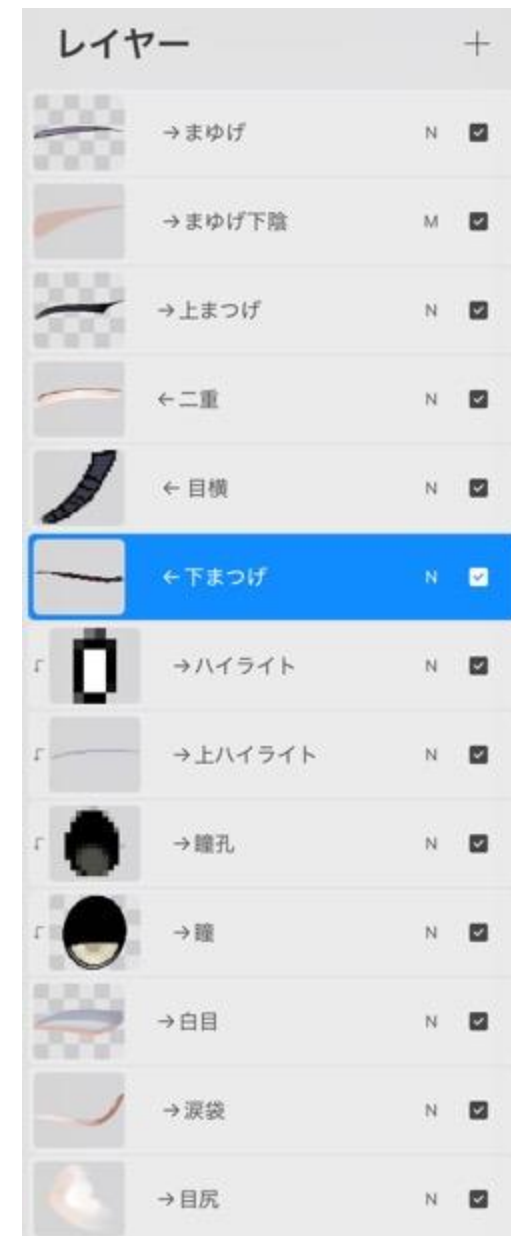 レイヤー +
→まゆげ N
→まゆげ下陰 M
→上まつげ N
←二重 N
← 目横 N
←下まつげ N
→ハイライト N
→上ハイライト N
→瞳孔 N
→瞳 N
→白目 N
→涙袋 N
→目尻 N